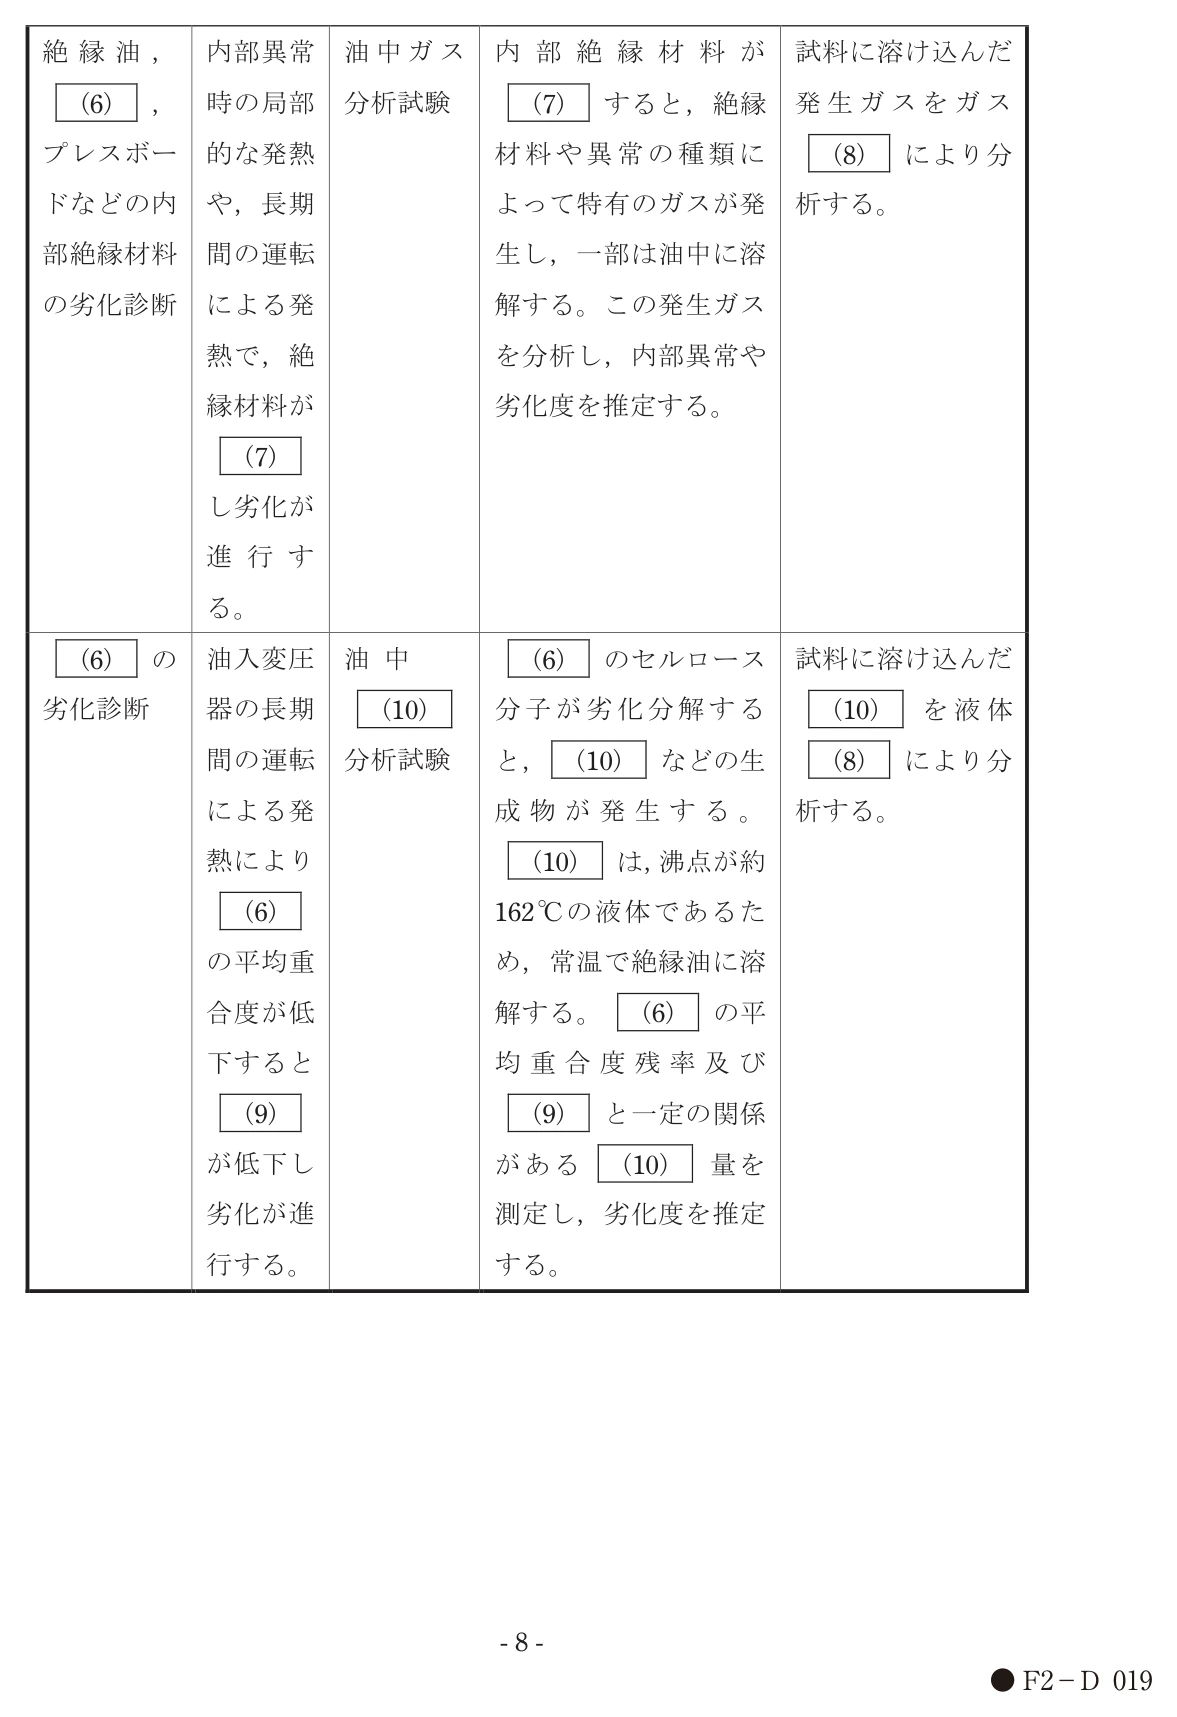 絶縁油，
(6)，
プレスボー
ドなどの内
部絶縁材料
の劣化診断
内部異常
時の局部
的な発熱
や，長期
間の運転
による発
熱で，絶
縁材料が
(7)
し劣化が
進行す
る。
油中ガス
分析試験
内部絶縁材料が
(7) すると，絶縁
材料や異常の種類に
よって特有のガスが発
生し，一部は油中に溶
解する。この発生ガス
を分析し，内部異常や
劣化度を推定する。
試料に溶け込んだ
発生ガスをガス
(8) により分
析する。
(6) の
劣化診断
油入変圧
器の長期
間の運転
による発
熱により
(6)
の平均重
合度が低
下すると
(9)
が低下し
劣化が進
行する。
油中
(10)
分析試験
(6) のセルロース
分子が劣化分解する
と，(10) などの生
成物が発生する。
(10) は，沸点が約
162℃の液体であるた
め，常温で絶縁油に溶
解する。(6) の平
均重合度残率及び
(9) と一定の関係
がある (10) 量を
測定し，劣化度を推定
する。
試料に溶け込んだ
(10) を液体
(8) により分
析する。
- 8 -
●F2－D 019